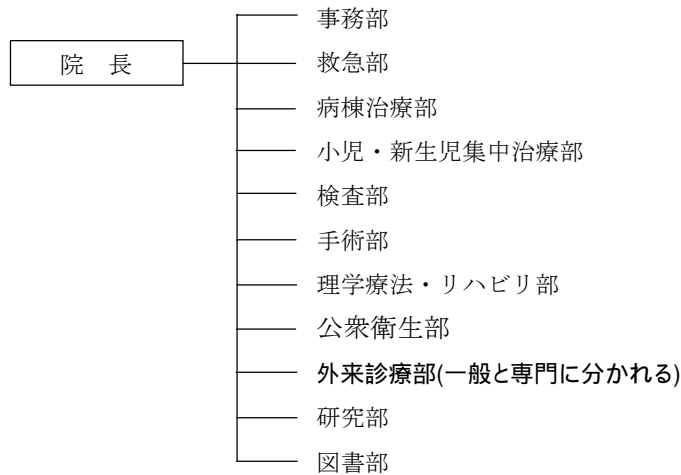 院　長
事務部
救急部
病棟治療部
小児・新生児集中治療部
検査部
手術部
理学療法・リハビリ部
公衆衛生部
外来診療部(一般と専門に分かれる)
研究部
図書部